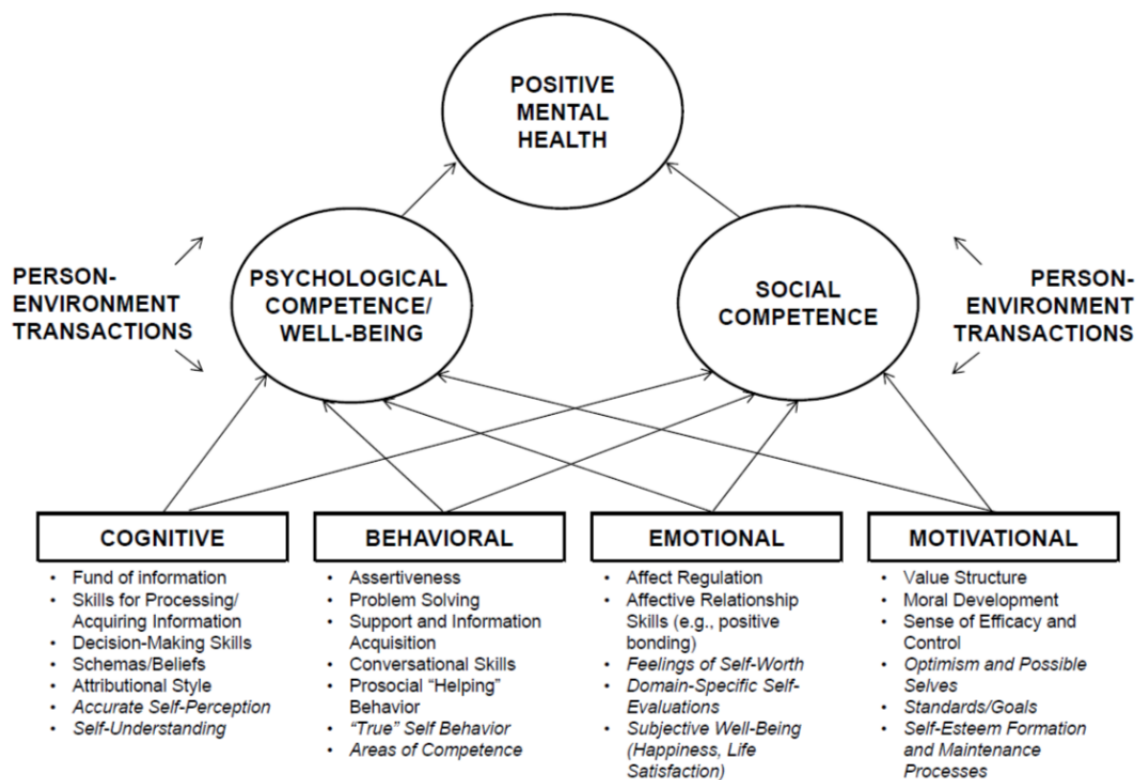 POSITIVE
MENTAL
HEALTH
PERSON-
ENVIRONMENT
TRANSACTIONS
PSYCHOLOGICAL
COMPETENCE/
WELL-BEING
SOCIAL
COMPETENCE
PERSON-
ENVIRONMENT
TRANSACTIONS
COGNITIVE
• Fund of information
• Skills for Processing/
Acquiring Information
• Decision-Making Skills
• Schemas/Beliefs
• Attributional Style
• Accurate Self-Perception
• Self-Understanding
BEHAVIORAL
• Assertiveness
• Problem Solving
• Support and Information
Acquisition
• Conversational Skills
• Prosocial “Helping”
Behavior
• “True” Self Behavior
• Areas of Competence
EMOTIONAL
• Affect Regulation
• Affective Relationship
Skills (e.g., positive
bonding)
• Feelings of Self-Worth
• Domain-Specific Self-
Evaluations
• Subjective Well-Being
(Happiness, Life
Satisfaction)
MOTIVATIONAL
• Value Structure
• Moral Development
• Sense of Efficacy and
Control
• Optimism and Possible
Selves
• Standards/Goals
• Self-Esteem Formation
and Maintenance
Processes